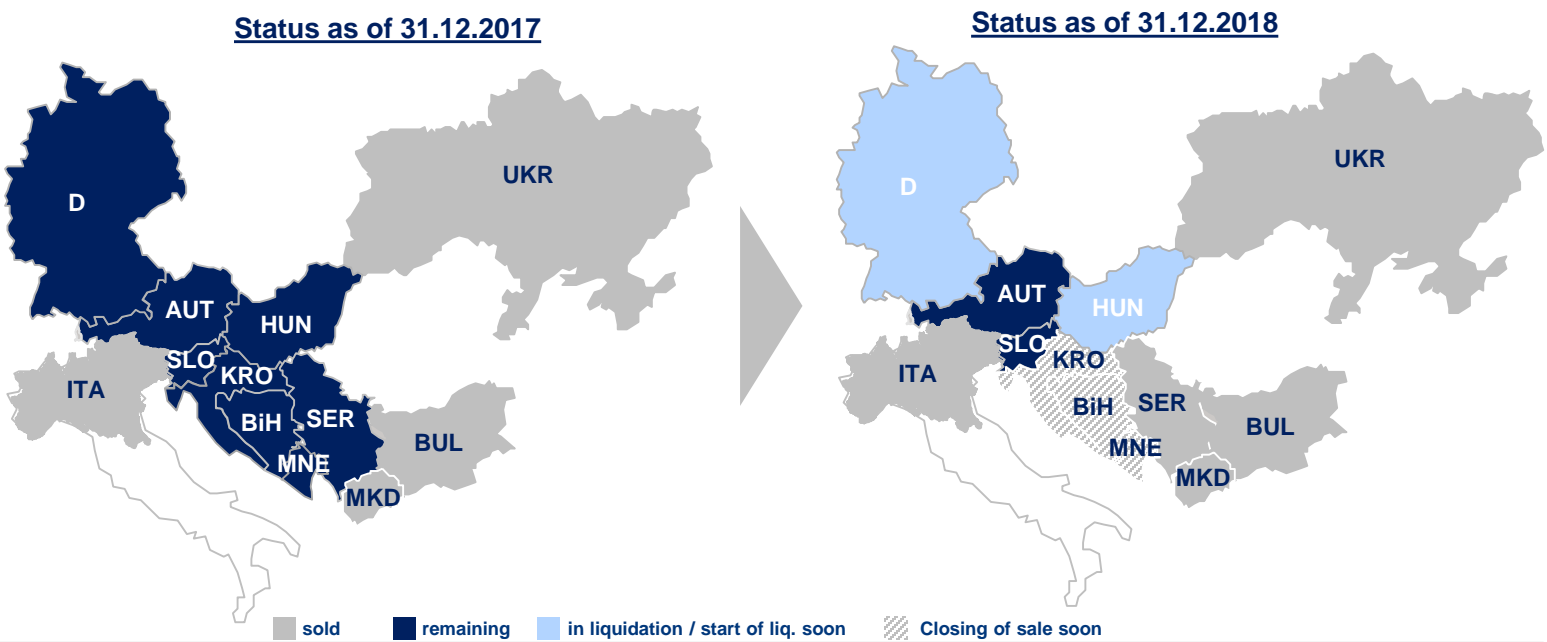 Status as of 31.12.2017
D
UKR
AUT
HUN
SLO
KRO
ITA
BiH
SER
BUL
MNE
MKD
Status as of 31.12.2018
D
UKR
AUT
HUN
SLO
KRO
ITA
BiH
SER
BUL
MNE
MKD
sold
remaining
in liquidation / start of liq. soon
Closing of sale soon